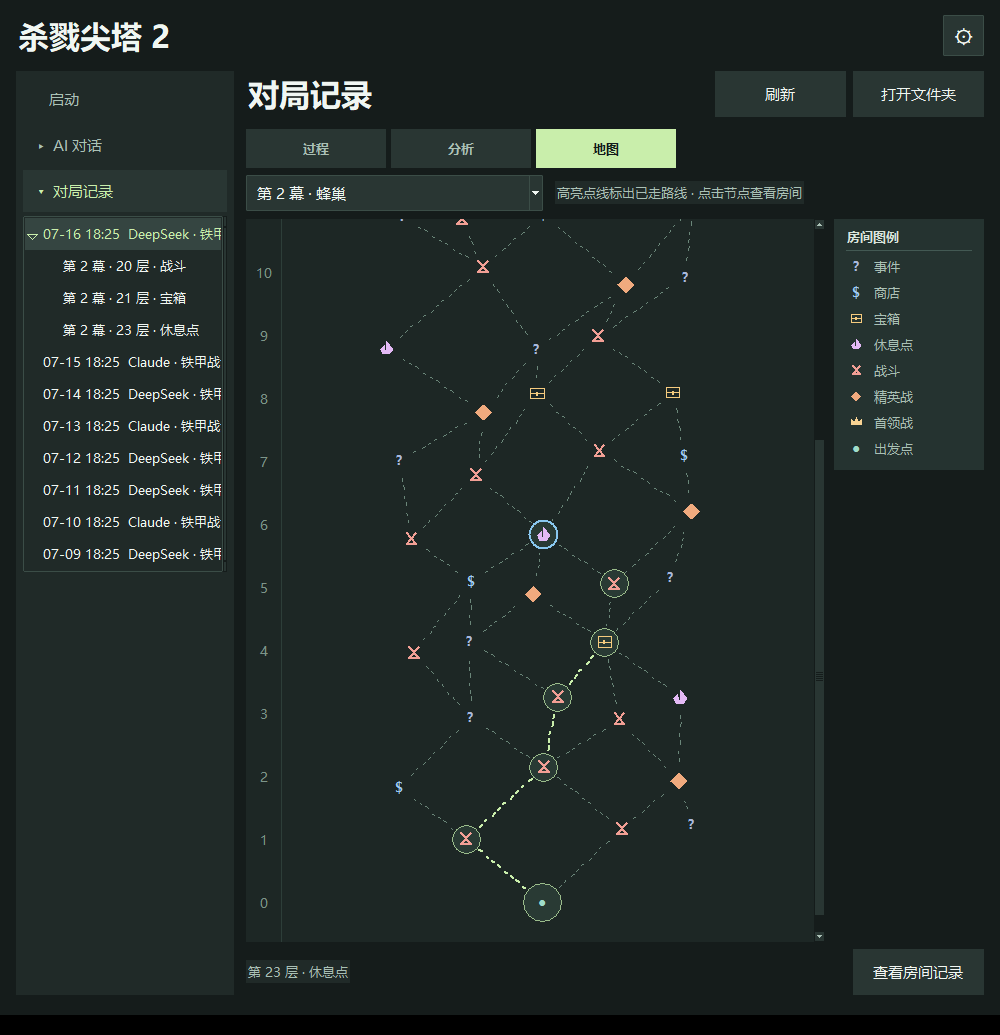 杀戮尖塔 2
启动
AI 对话
对局记录
07-16 18:25 DeepSeek · 铁甲
第 2 幕 · 20 层 · 战斗
第 2 幕 · 21 层 · 宝箱
第 2 幕 · 23 层 · 休息点
07-15 18:25 Claude · 铁甲战
07-14 18:25 DeepSeek · 铁甲
07-13 18:25 Claude · 铁甲战
07-12 18:25 DeepSeek · 铁甲
07-11 18:25 DeepSeek · 铁甲
07-10 18:25 Claude · 铁甲战
07-09 18:25 DeepSeek · 铁甲
对局记录
刷新
打开文件夹
过程
分析
地图
第 2 幕 · 蜂巢
高亮点线标出已走路线 · 点击节点查看房间
10
?
9
?
8
?
7
$
6
5
$
?
4
?
3
?
2
$
1
?
0
房间图例
? 事件
$ 商店
宝箱
休息点
战斗
精英战
首领战
出发点
第 23 层 · 休息点
查看房间记录